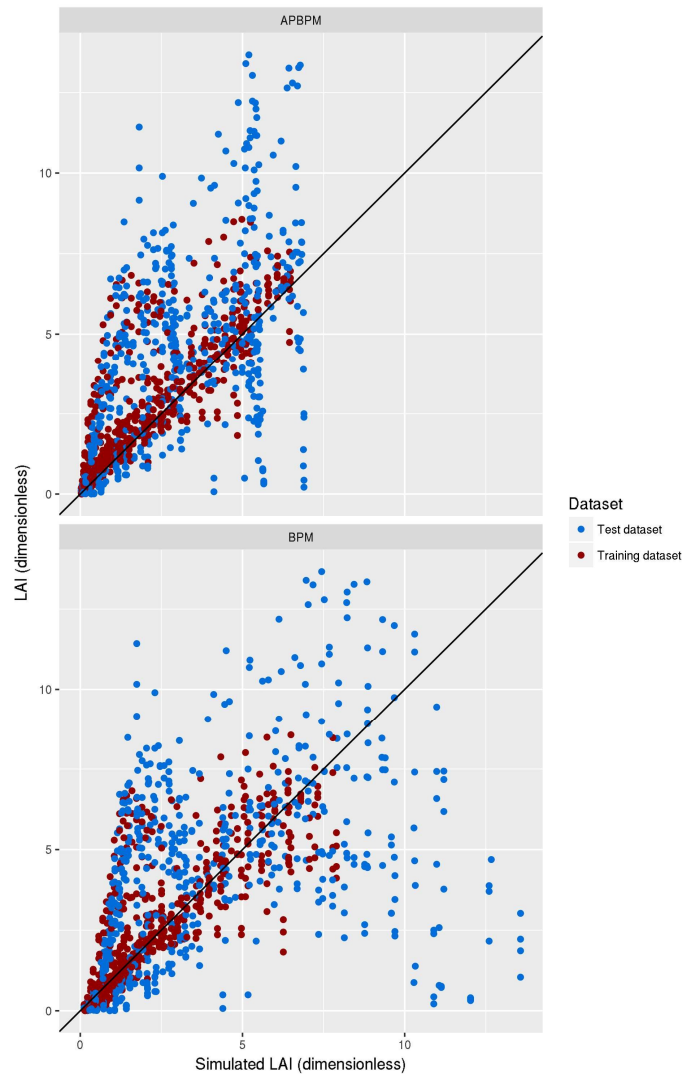 APBPM
10
5
0
LAI (dimensionless)
BPM
10
5
0
0
5
10
Simulated LAI (dimensionless)
Dataset
Test dataset
Training dataset